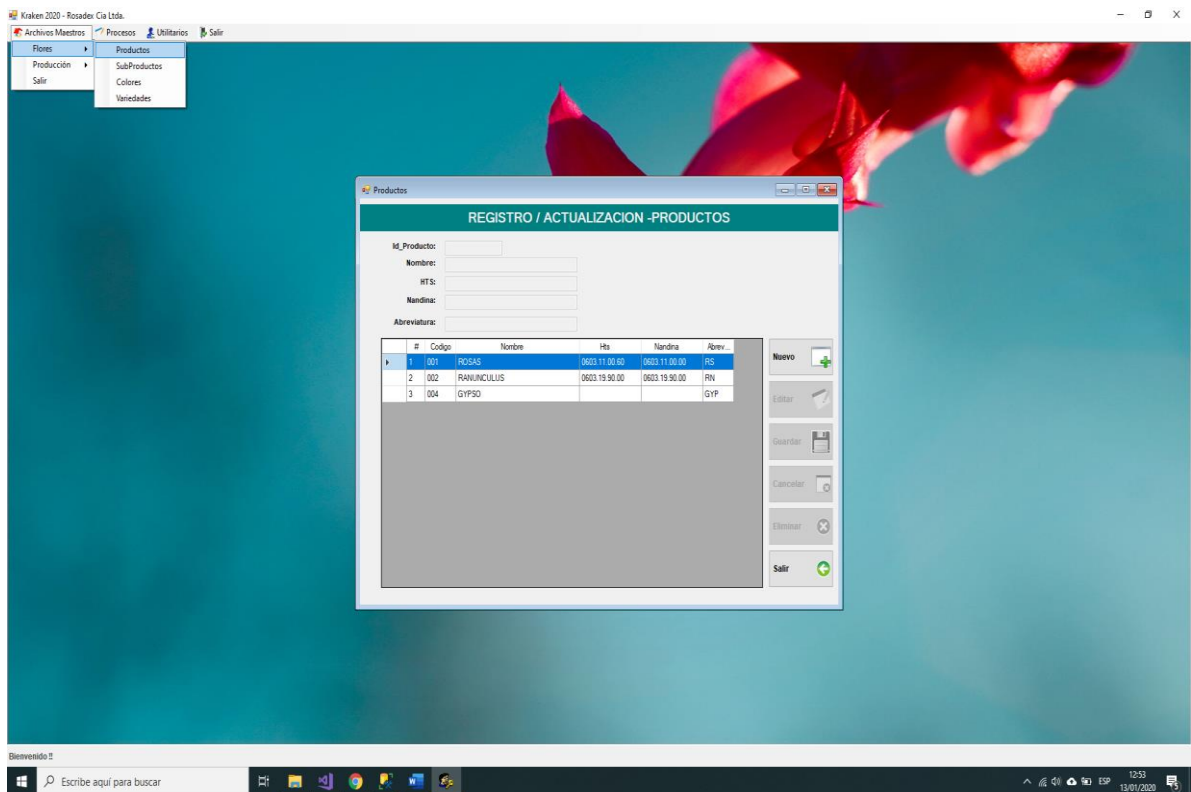 Kraken 2020 - Rosadex Cia Ltda.
Archivos Maestros Procesos Utilitarios Salir
Flores Productos
Producción SubProductos
Salir Colores
Variedades
Productos
REGISTRO / ACTUALIZACION -PRODUCTOS
Id_Producto:
Nombre:
HTS:
Nandina:
Abreviatura:
# Codigo Nombre Hts Nandina Abrev...
1 001 ROSAS 0603.11.00.60 0603.11.00.00 RS
2 002 RANUNCULUS 0603.19.90.00 0603.19.90.00 RN
3 004 GYPSO GYP
Nuevo
Editar
Guardar
Cancelar
Eliminar
Salir
Bienvenido !!
Escribe aquí para buscar
ESP
12:53
13/01/2020